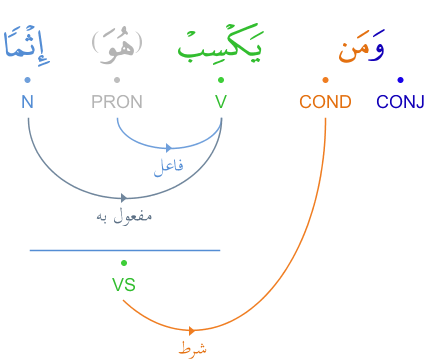 وَمَن يَكْسِبْ (هُوَ) إِثْمًا
CONJ COND V PRON N
فاعل
مفعول به
VS
شرط